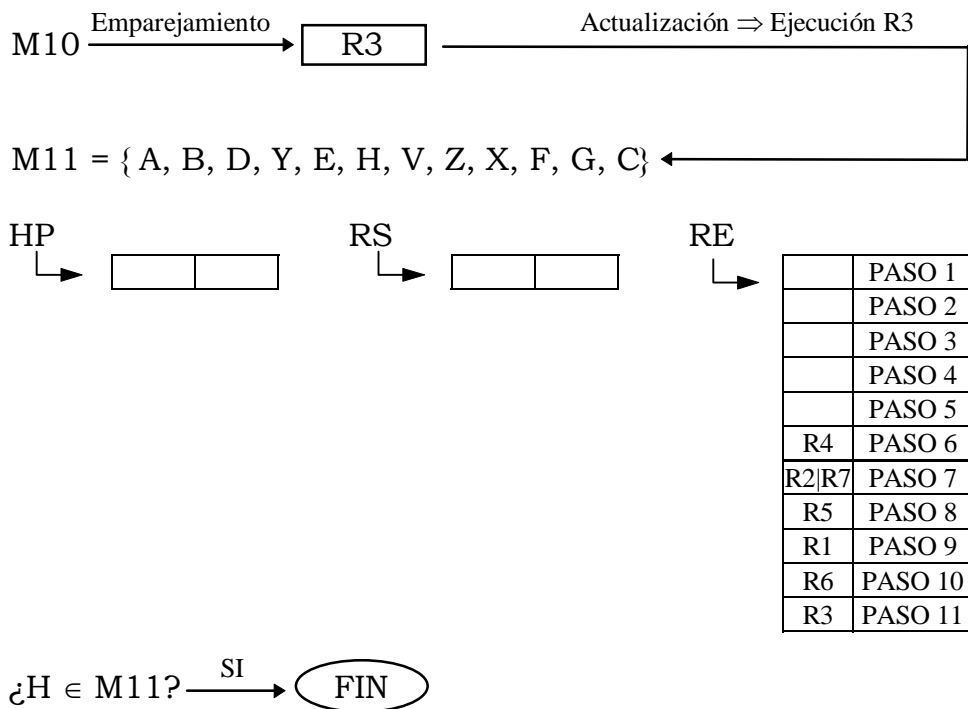 Emparejamiento
Actualización ⇒ Ejecución R3
M10
R3
M11 = { A, B, D, Y, E, H, V, Z, X, F, G, C}
HP
RS
RE
PASO 1
PASO 2
PASO 3
PASO 4
PASO 5
R4 PASO 6
R2|R7 PASO 7
R5 PASO 8
R1 PASO 9
R6 PASO 10
R3 PASO 11
¿H ∈ M11?
SI
FIN